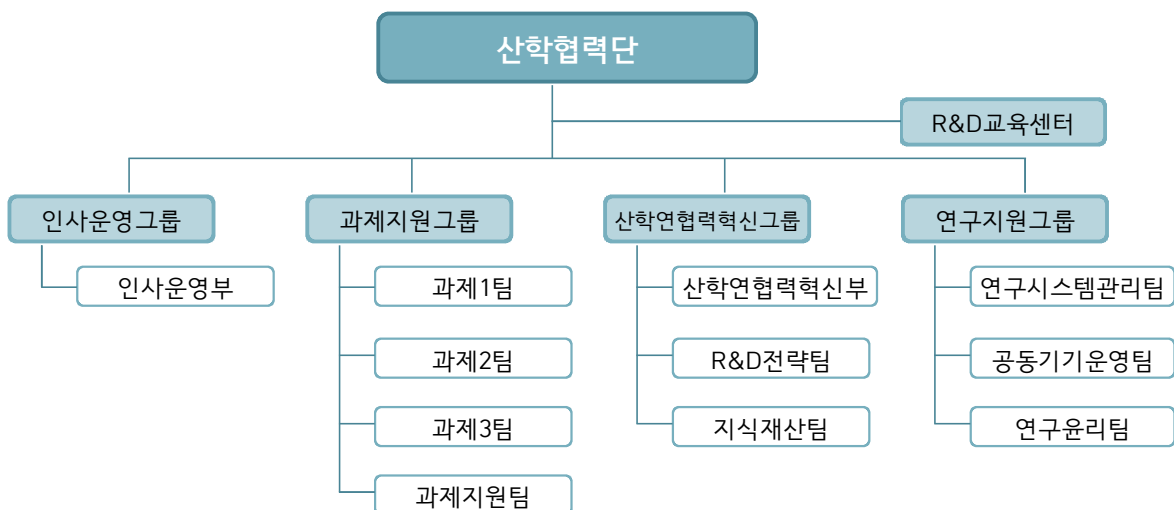 산학협력단
R&D교육센터
인사운영그룹
과제지원그룹
산학연협력혁신그룹
연구지원그룹
인사운영부
과제1팀
산학연협력혁신부
연구시스템관리팀
과제2팀
R&D전략팀
공동기기운영팀
과제3팀
지식재산팀
연구윤리팀
과제지원팀